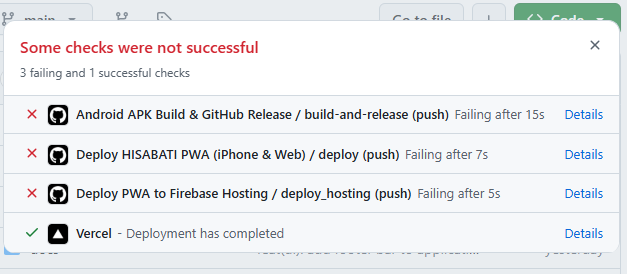 main
Go to file
Code
Some checks were not successful
3 failing and 1 successful checks
Android APK Build & GitHub Release / build-and-release (push) Failing after 15s Details
Deploy HISABATI PWA (iPhone & Web) / deploy (push) Failing after 7s Details
Deploy PWA to Firebase Hosting / deploy_hosting (push) Failing after 5s Details
Vercel - Deployment has completed Details
yesterday